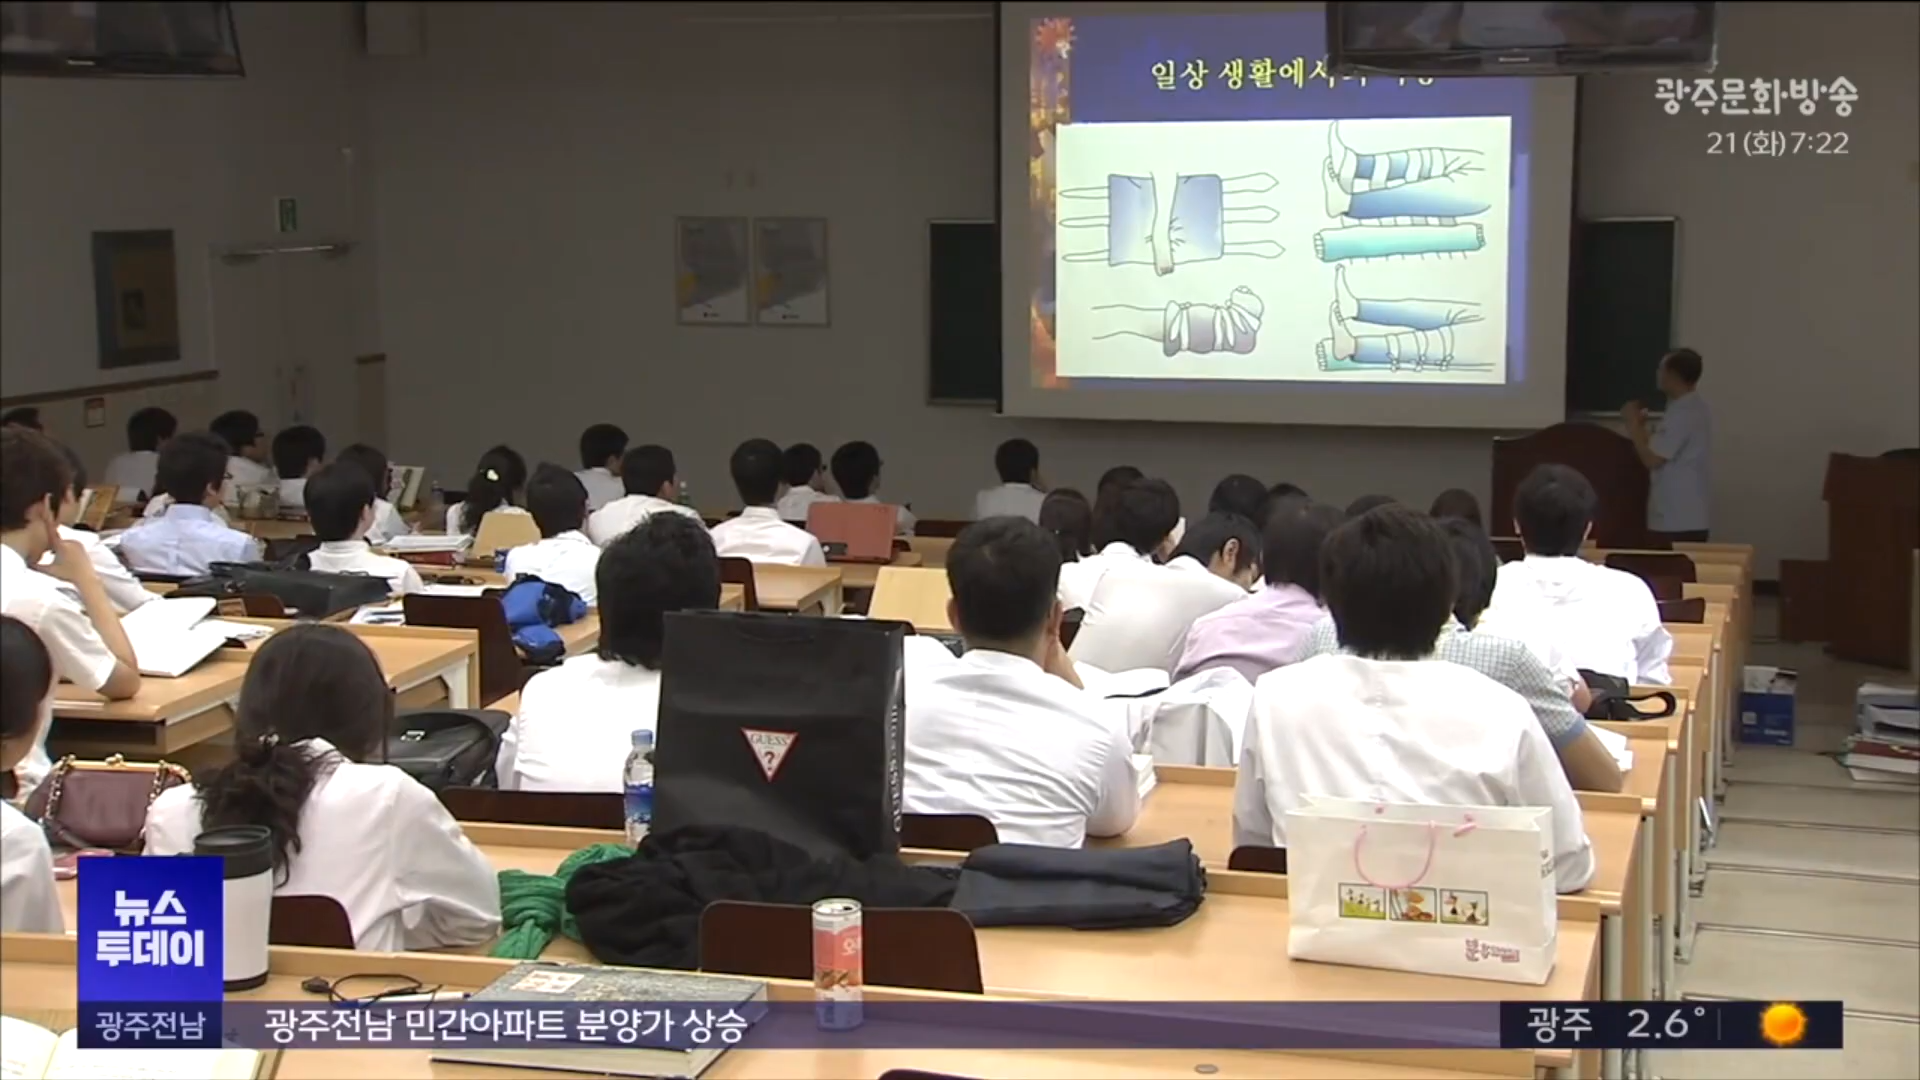 일상 생활에서
광주문화방송
21(화)7:22
GUESS
?
뉴스
투데이
광주전남
광주전남 민간아파트 분양가 상승
광주 2.6°